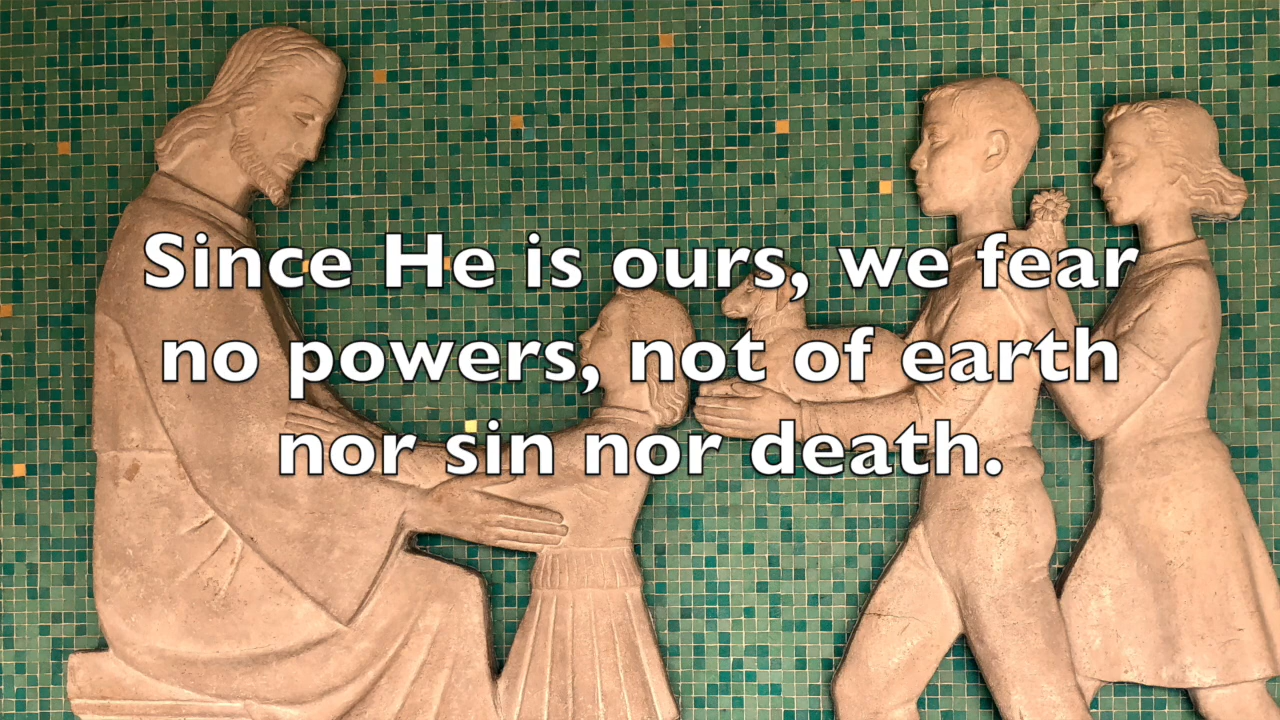 Since He is ours, we fear
no powers, not of earth
nor sin nor death.